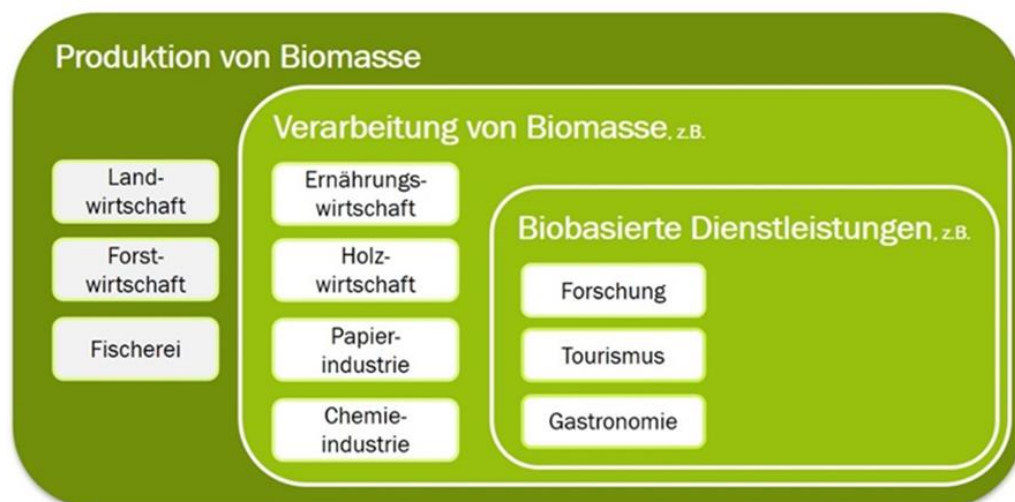 Produktion von Biomasse
Land-
wirtschaft
Forst-
wirtschaft
Fischerei
Verarbeitung von Biomasse, z.B.
Ernährungs-
wirtschaft
Holz-
wirtschaft
Papier-
industrie
Chemie-
industrie
Biobasierte Dienstleistungen, z.B.
Forschung
Tourismus
Gastronomie